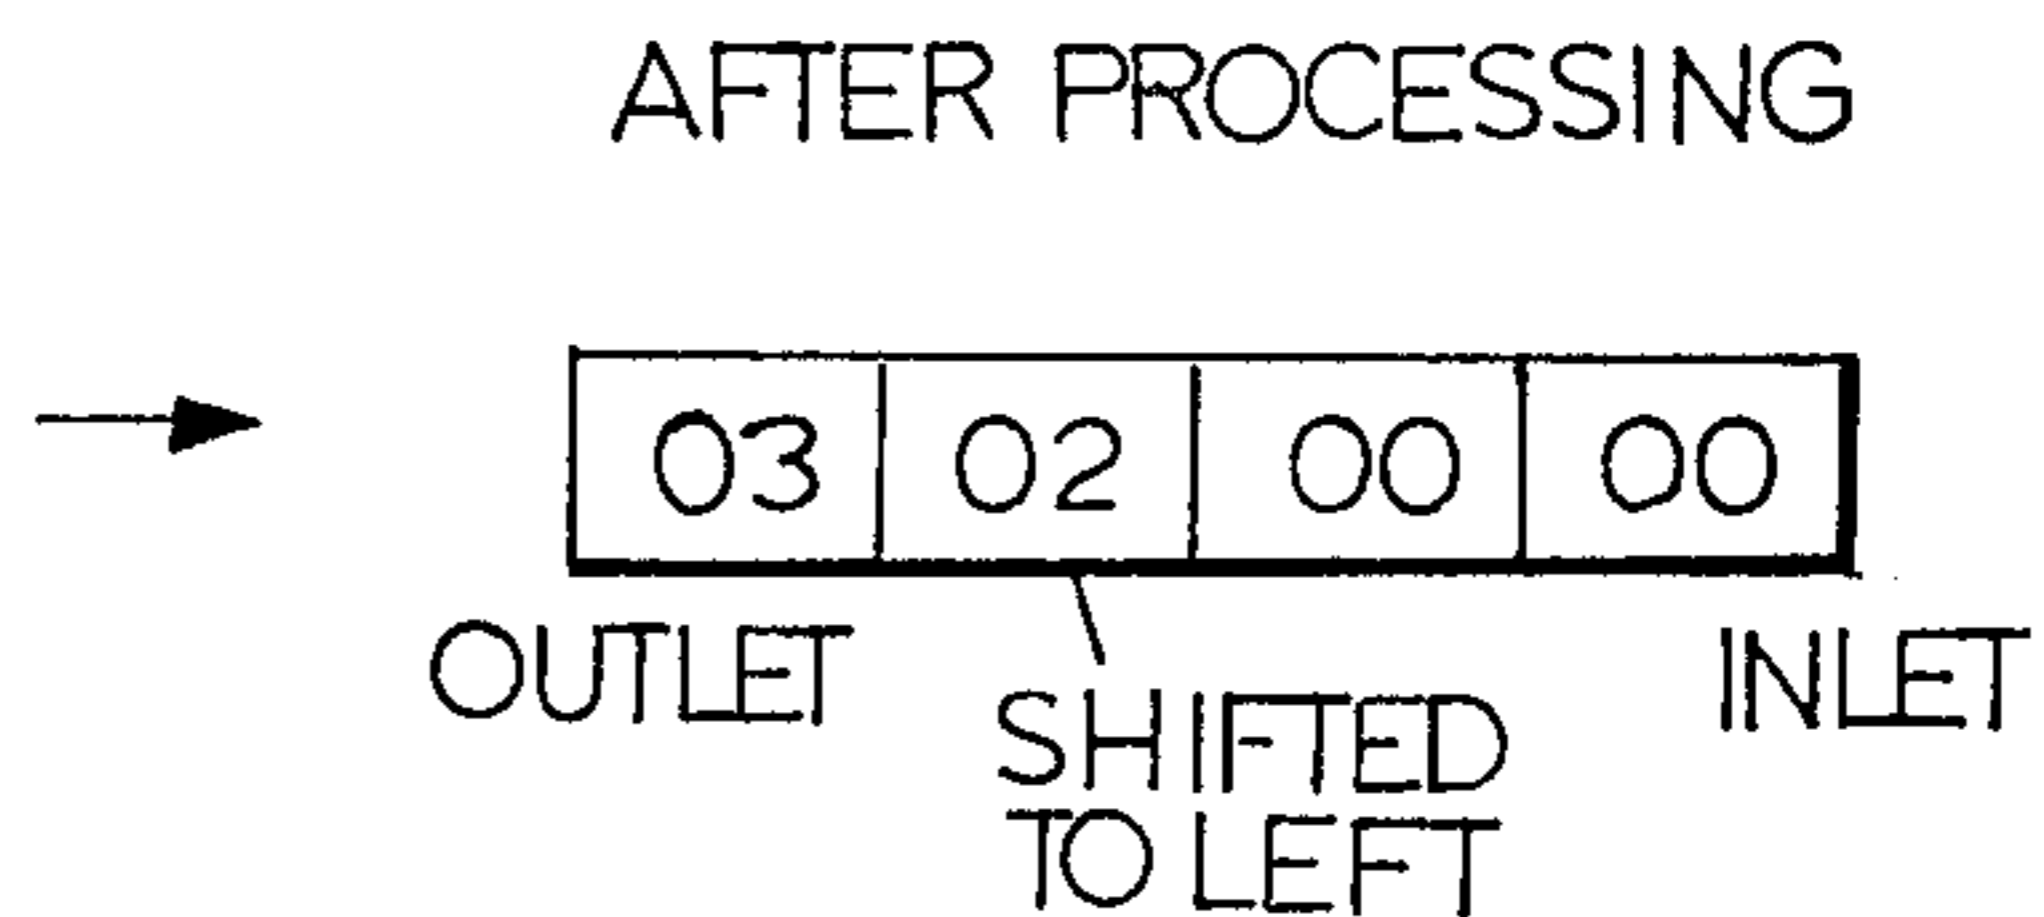 AFTER PROCESSING
03 02 00 00
OUTLET INLET
SHIFTED
TO LEFT